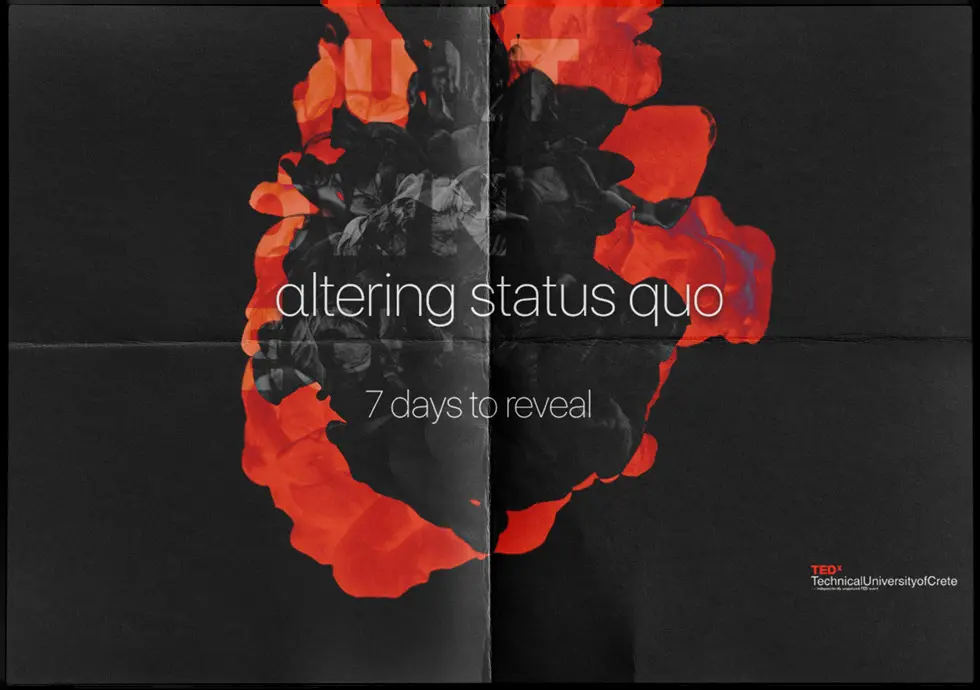 altering status quo
7 days to reveal
TEDx
TechnicalUniversityofCrete